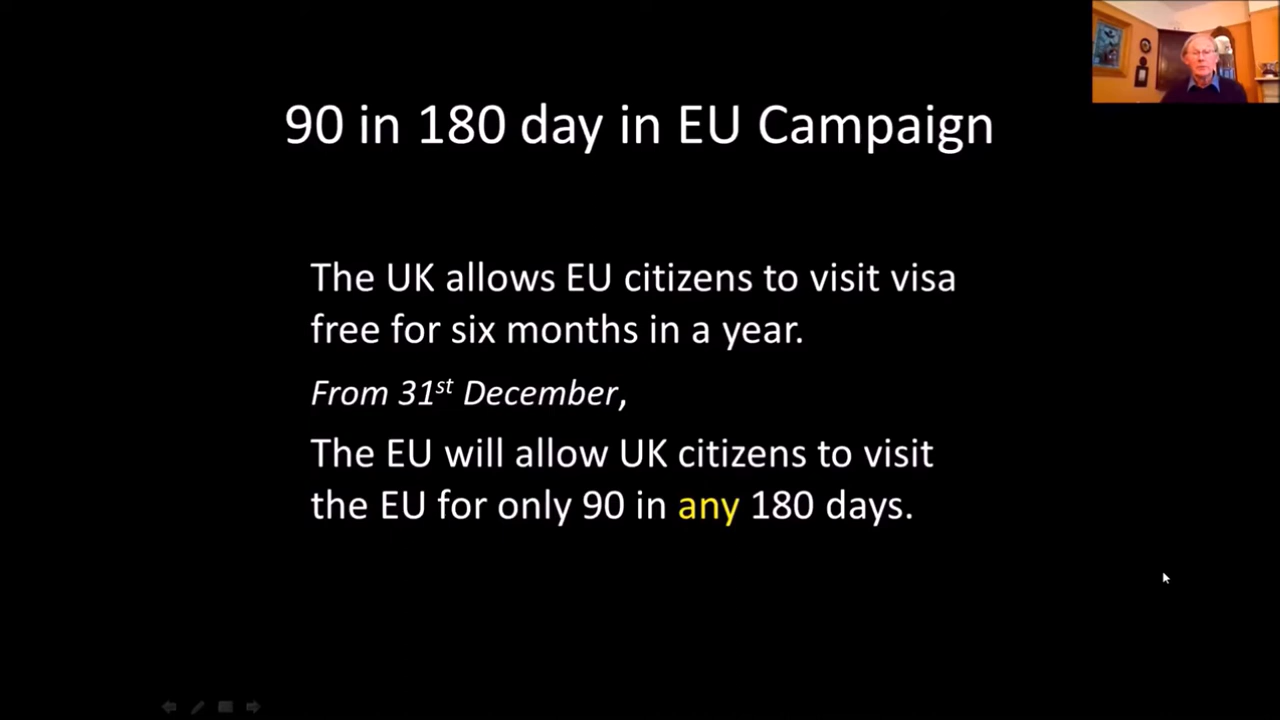 90 in 180 day in EU Campaign
The UK allows EU citizens to visit visa
free for six months in a year.
From 31st December,
The EU will allow UK citizens to visit
the EU for only 90 in any 180 days.